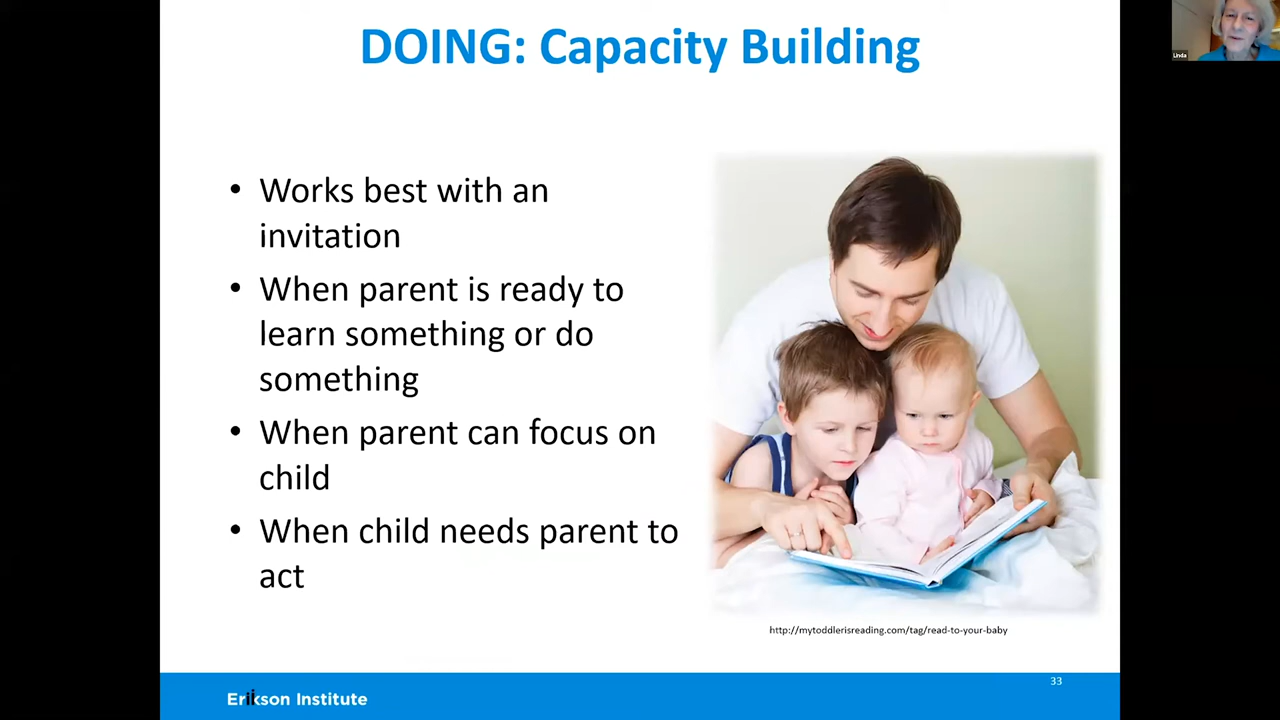 DOING: Capacity Building
Linda
• Works best with an
invitation
• When parent is ready to
learn something or do
something
• When parent can focus on
child
• When child needs parent to
act
http://mytoddlerisreading.com/tag/read-to-your-baby
33
Erikson Institute